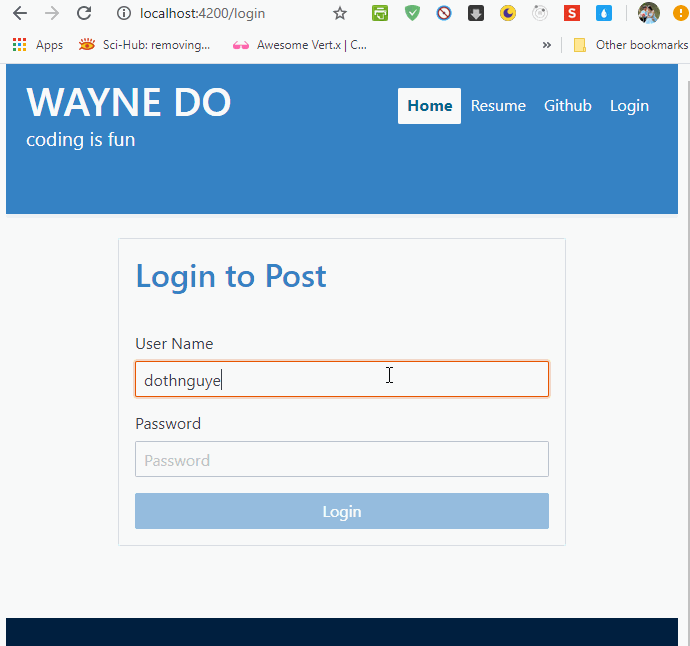 localhost:4200/login
Apps Sci-Hub: removing... Awesome Vert.x | C... » Other bookmarks
WAYNE DO
coding is fun
Home Resume Github Login
Login to Post
User Name
dothnguye
Password
Password
Login